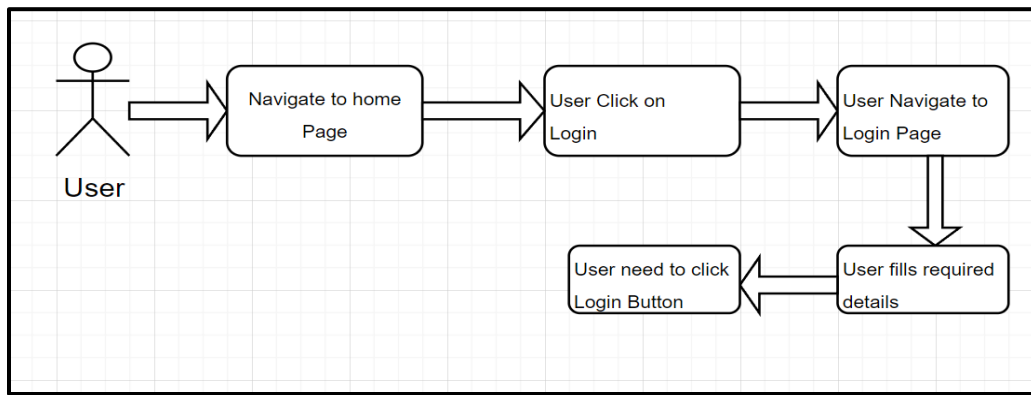 Navigate to home
Page
User Click on
Login
User Navigate to
Login Page
User
User need to click
Login Button
User fills required
details